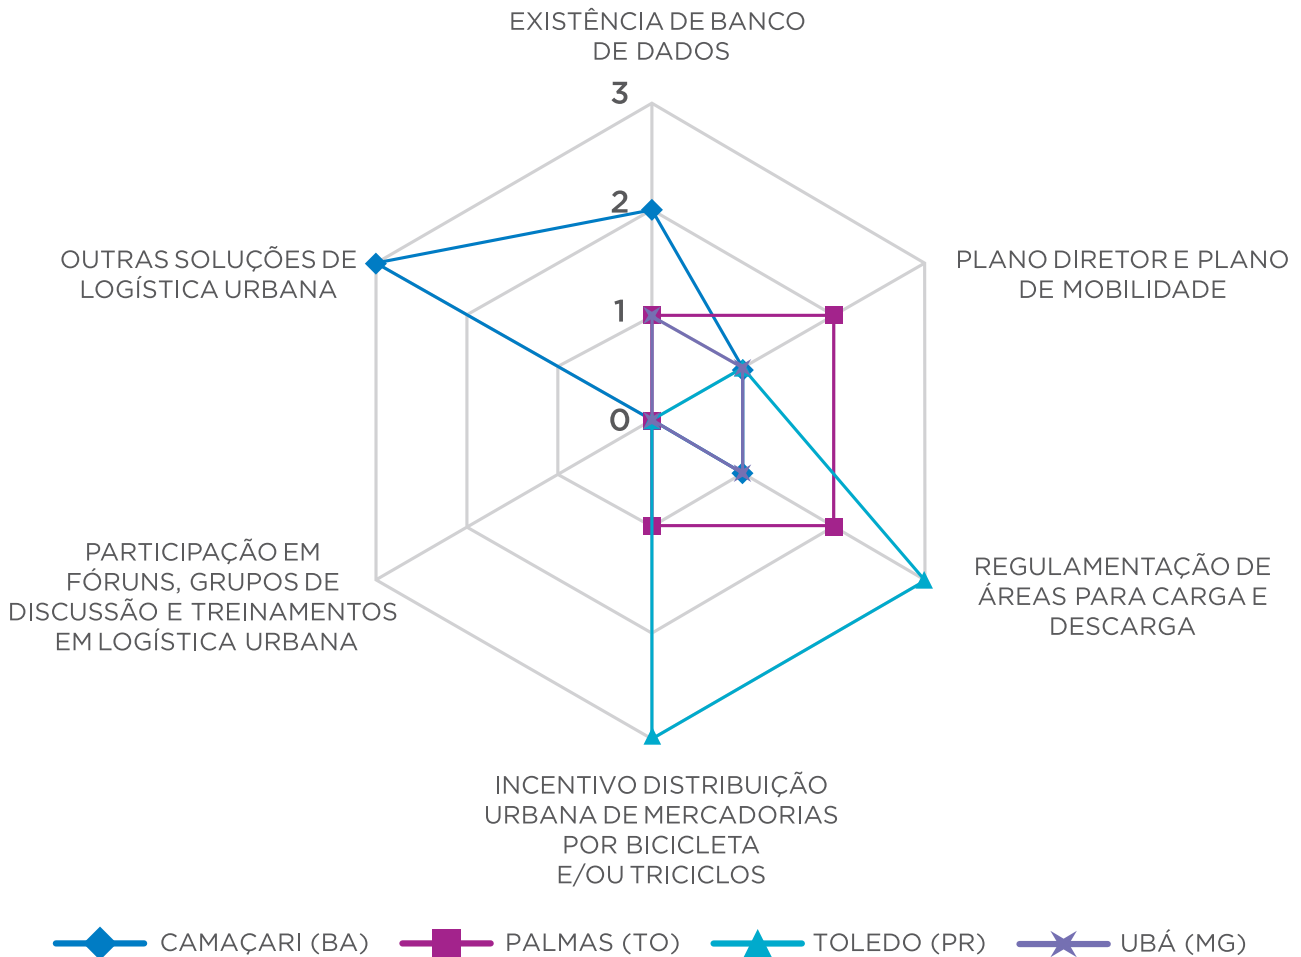 EXISTÊNCIA DE BANCO
DE DADOS
3
2
1
0
OUTRAS SOLUÇÕES DE
LOGÍSTICA URBANA
PLANO DIRETOR E PLANO
DE MOBILIDADE
PARTICIPAÇÃO EM
FÓRUNS, GRUPOS DE
DISCUSSÃO E TREINAMENTOS
EM LOGÍSTICA URBANA
REGULAMENTAÇÃO DE
ÁREAS PARA CARGA E
DESCARGA
INCENTIVO DISTRIBUIÇÃO
URBANA DE MERCADORIAS
POR BICICLETA
E/OU TRICICLOS
CAMAÇARI (BA) PALMAS (TO) TOLEDO (PR) UBÁ (MG)